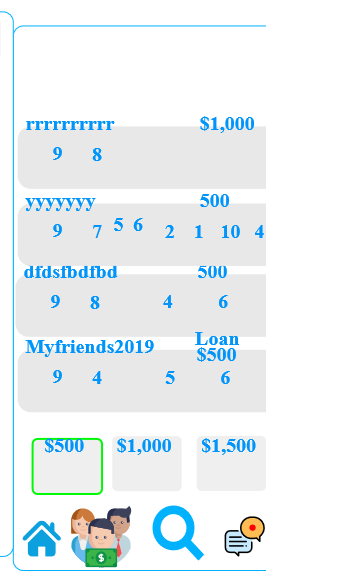 rrrrrrrrrr $1,000
9 8
yyyyyyy 500
9 7 5 6 2 1 10 4
dfdsfbdfbd 500
9 8 4 6
Myfriends2019 Loan $500
9 4 5 6
$500 $1,000 $1,500
$